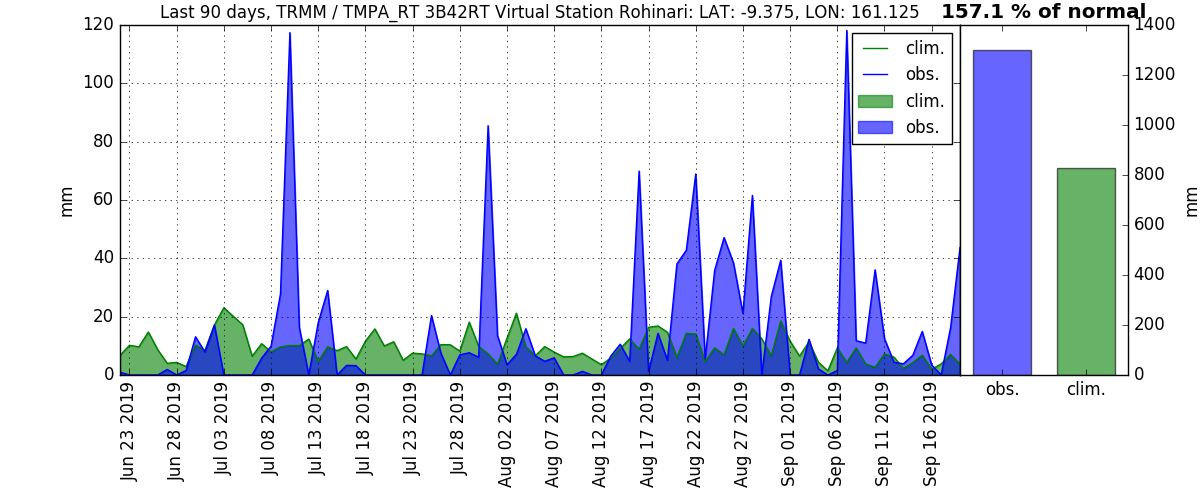 Last 90 days, TRMM / TMPA_RT 3B42RT Virtual Station Rohinari: LAT: -9.375, LON: 161.125
157.1 % of normal
120
100
80
60
40
20
0
mm
clim.
obs.
clim.
obs.
1400
1200
1000
800
600
400
200
0
mm
obs.
clim.
Jun 23 2019
Jun 28 2019
Jul 03 2019
Jul 08 2019
Jul 13 2019
Jul 18 2019
Jul 23 2019
Jul 28 2019
Aug 02 2019
Aug 07 2019
Aug 12 2019
Aug 17 2019
Aug 22 2019
Aug 27 2019
Sep 01 2019
Sep 06 2019
Sep 11 2019
Sep 16 2019